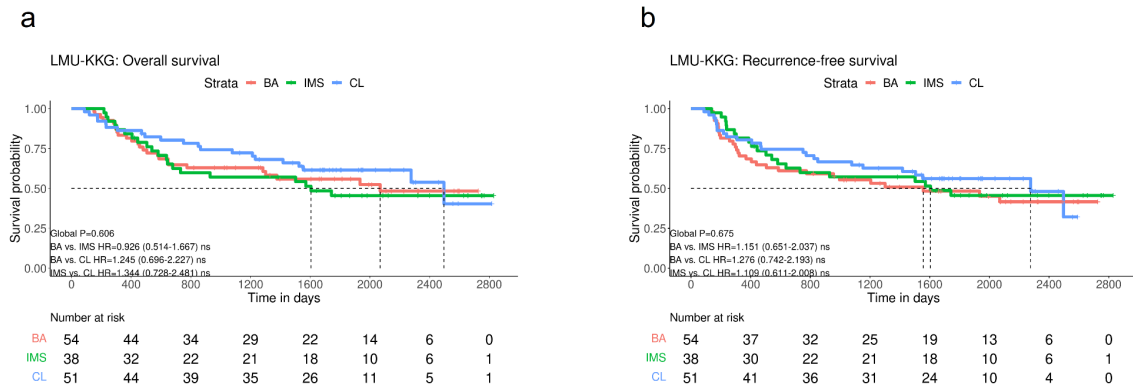 a
LMU-KKG: Overall survival
Strata BA IMS CL
1.00
0.75
0.50
0.25
0.00
Survival probability
Global P=0.606
BA vs. IMS HR=0.926 (0.514-1.667) ns
BA vs. CL HR=1.245 (0.696-2.227) ns
IMS vs. CL HR=1.344 (0.728-2.481) ns
0 400 800 1200 1600 2000 2400 2800
Time in days
Number at risk
BA 54 44 34 29 22 14 6 0
IMS 38 32 22 21 18 10 6 1
CL 51 44 39 35 26 11 5 1
b
LMU-KKG: Recurrence-free survival
Strata BA IMS CL
1.00
0.75
0.50
0.25
0.00
Survival probability
Global P=0.675
BA vs. IMS HR=1.151 (0.651-2.037) ns
BA vs. CL HR=1.276 (0.742-2.193) ns
IMS vs. CL HR=1.109 (0.611-2.008) ns
0 400 800 1200 1600 2000 2400 2800
Time in days
Number at risk
BA 54 37 32 25 19 13 6 0
IMS 38 30 22 21 18 10 6 1
CL 51 41 36 31 24 10 4 0